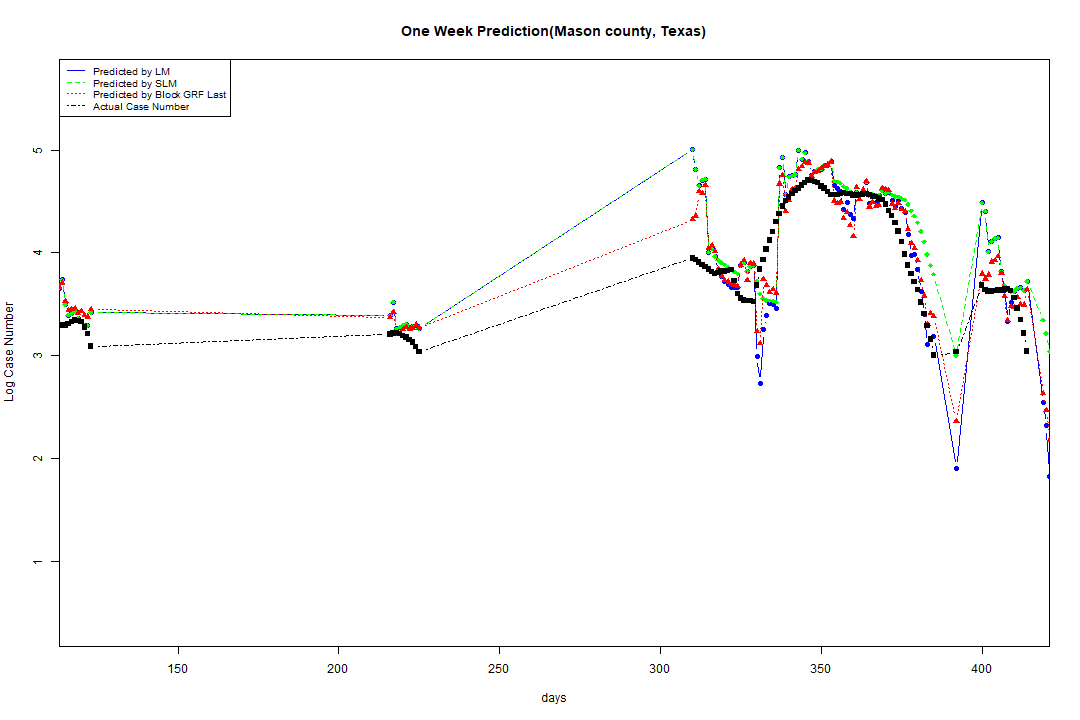 One Week Prediction(Mason county, Texas)
Predicted by LM
Predicted by SLM
Predicted by Block GRF Last
Actual Case Number
5
4
3
2
1
Log Case Number
150 200 250 300 350 400
days